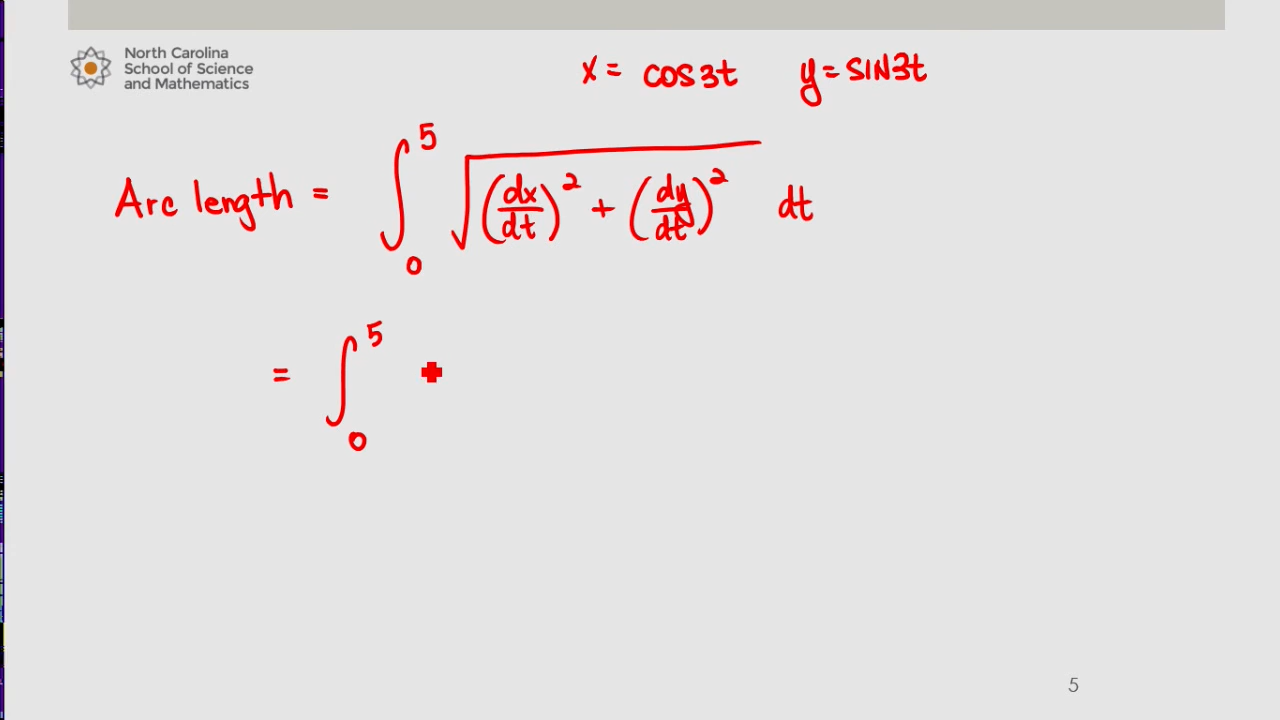 North Carolina
School of Science
and Mathematics
x = cos3t y = SIN3t
Arc length = ∫₀⁵ √((dx/dt)² + (dy/dt)²) dt
= ∫₀⁵
5